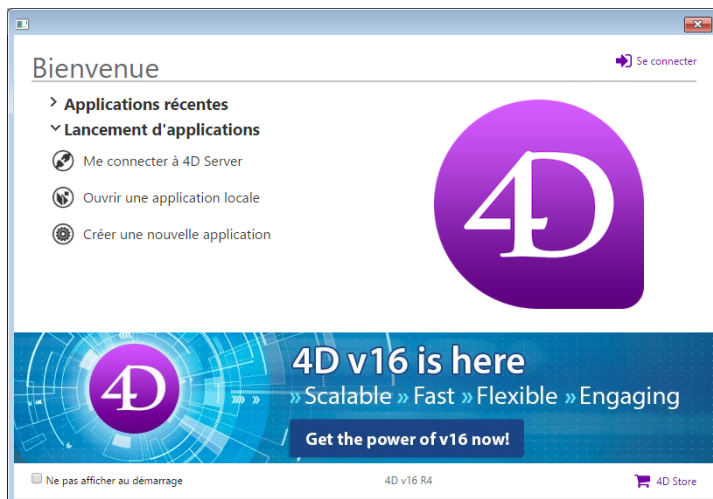 Bienvenue
Se connecter
Applications récentes
Lancement d'applications
Me connecter à 4D Server
Ouvrir une application locale
Créer une nouvelle application
4D
4D
4D v16 is here
» Scalable » Fast » Flexible » Engaging
Get the power of v16 now!
Ne pas afficher au démarrage
4D v16 R4
4D Store